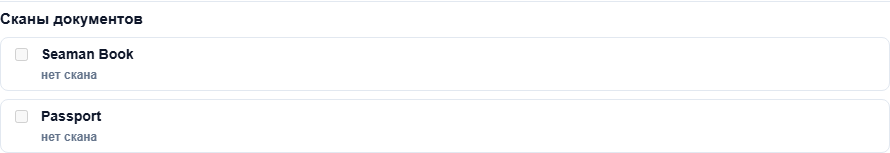 Сканы документов
Seaman Book
нет скана
Passport
нет скана